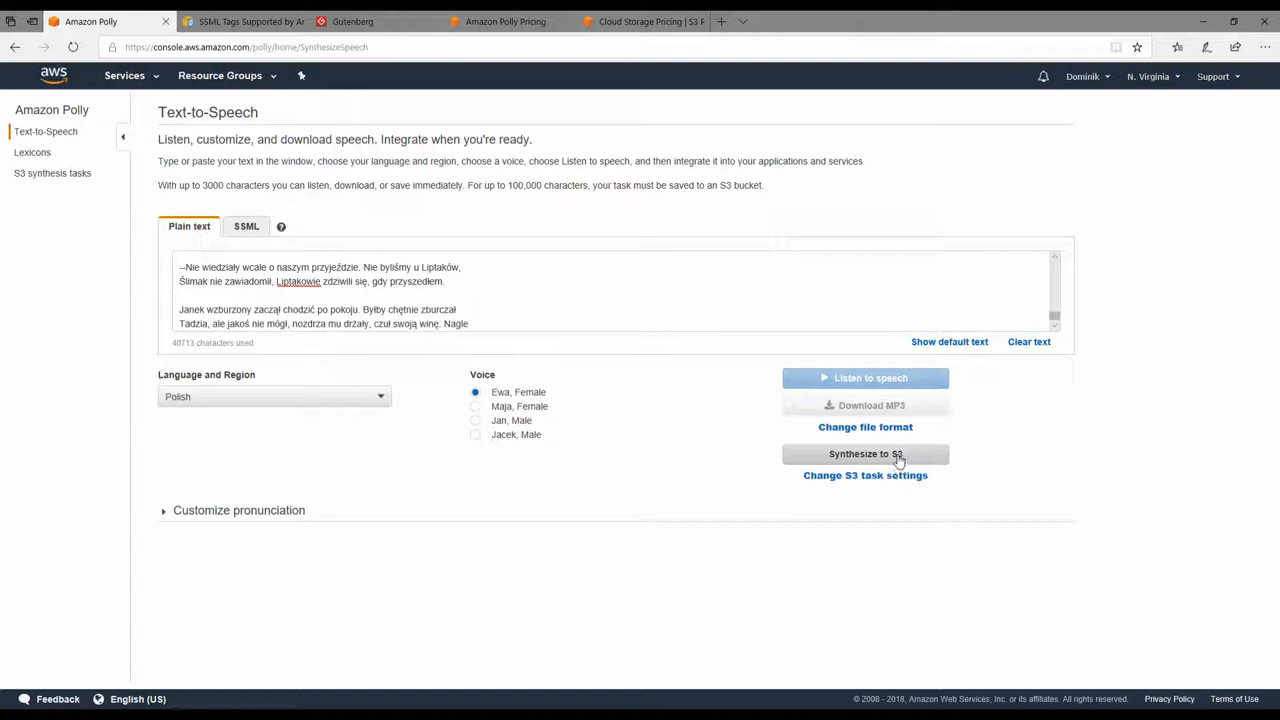 Amazon Polly
SSML Tags Supported by Ar
Gutenberg
Amazon Polly Pricing
Cloud Storage Pricing | S3 P
https://console.aws.amazon.com/polly/home/SynthesizeSpeech
aws
Services
Resource Groups
Dominik
N. Virginia
Support
Amazon Polly
Text-to-Speech
Lexicons
S3 synthesis tasks
Text-to-Speech
Listen, customize, and download speech. Integrate when you're ready.
Type or paste your text in the window, choose your language and region, choose a voice, choose Listen to speech, and then integrate it into your applications and services.
With up to 3000 characters you can listen, download, or save immediately. For up to 100,000 characters, your task must be saved to an S3 bucket.
Plain text
SSML
--Nie wiedziały wcale o naszym przyjeździe. Nie byliśmy u Liptaków,
Ślimak nie zawiadomił, Liptakowie zdziwili się, gdy przyszedłem.
Janek wzburzony zaczął chodzić po pokoju. Byłby chętnie zburczał
Tadzia, ale jakoś nie mógł, nozdrza mu drżały, czuł swoją winę. Nagle
40713 characters used
Show default text
Clear text
Language and Region
Polish
Voice
Ewa, Female
Maja, Female
Jan, Male
Jacek, Male
Listen to speech
Download MP3
Change file format
Synthesize to S3
Change S3 task settings
Customize pronunciation
Feedback
English (US)
© 2008 - 2018, Amazon Web Services, Inc. or its affiliates. All rights reserved.
Privacy Policy
Terms of Use